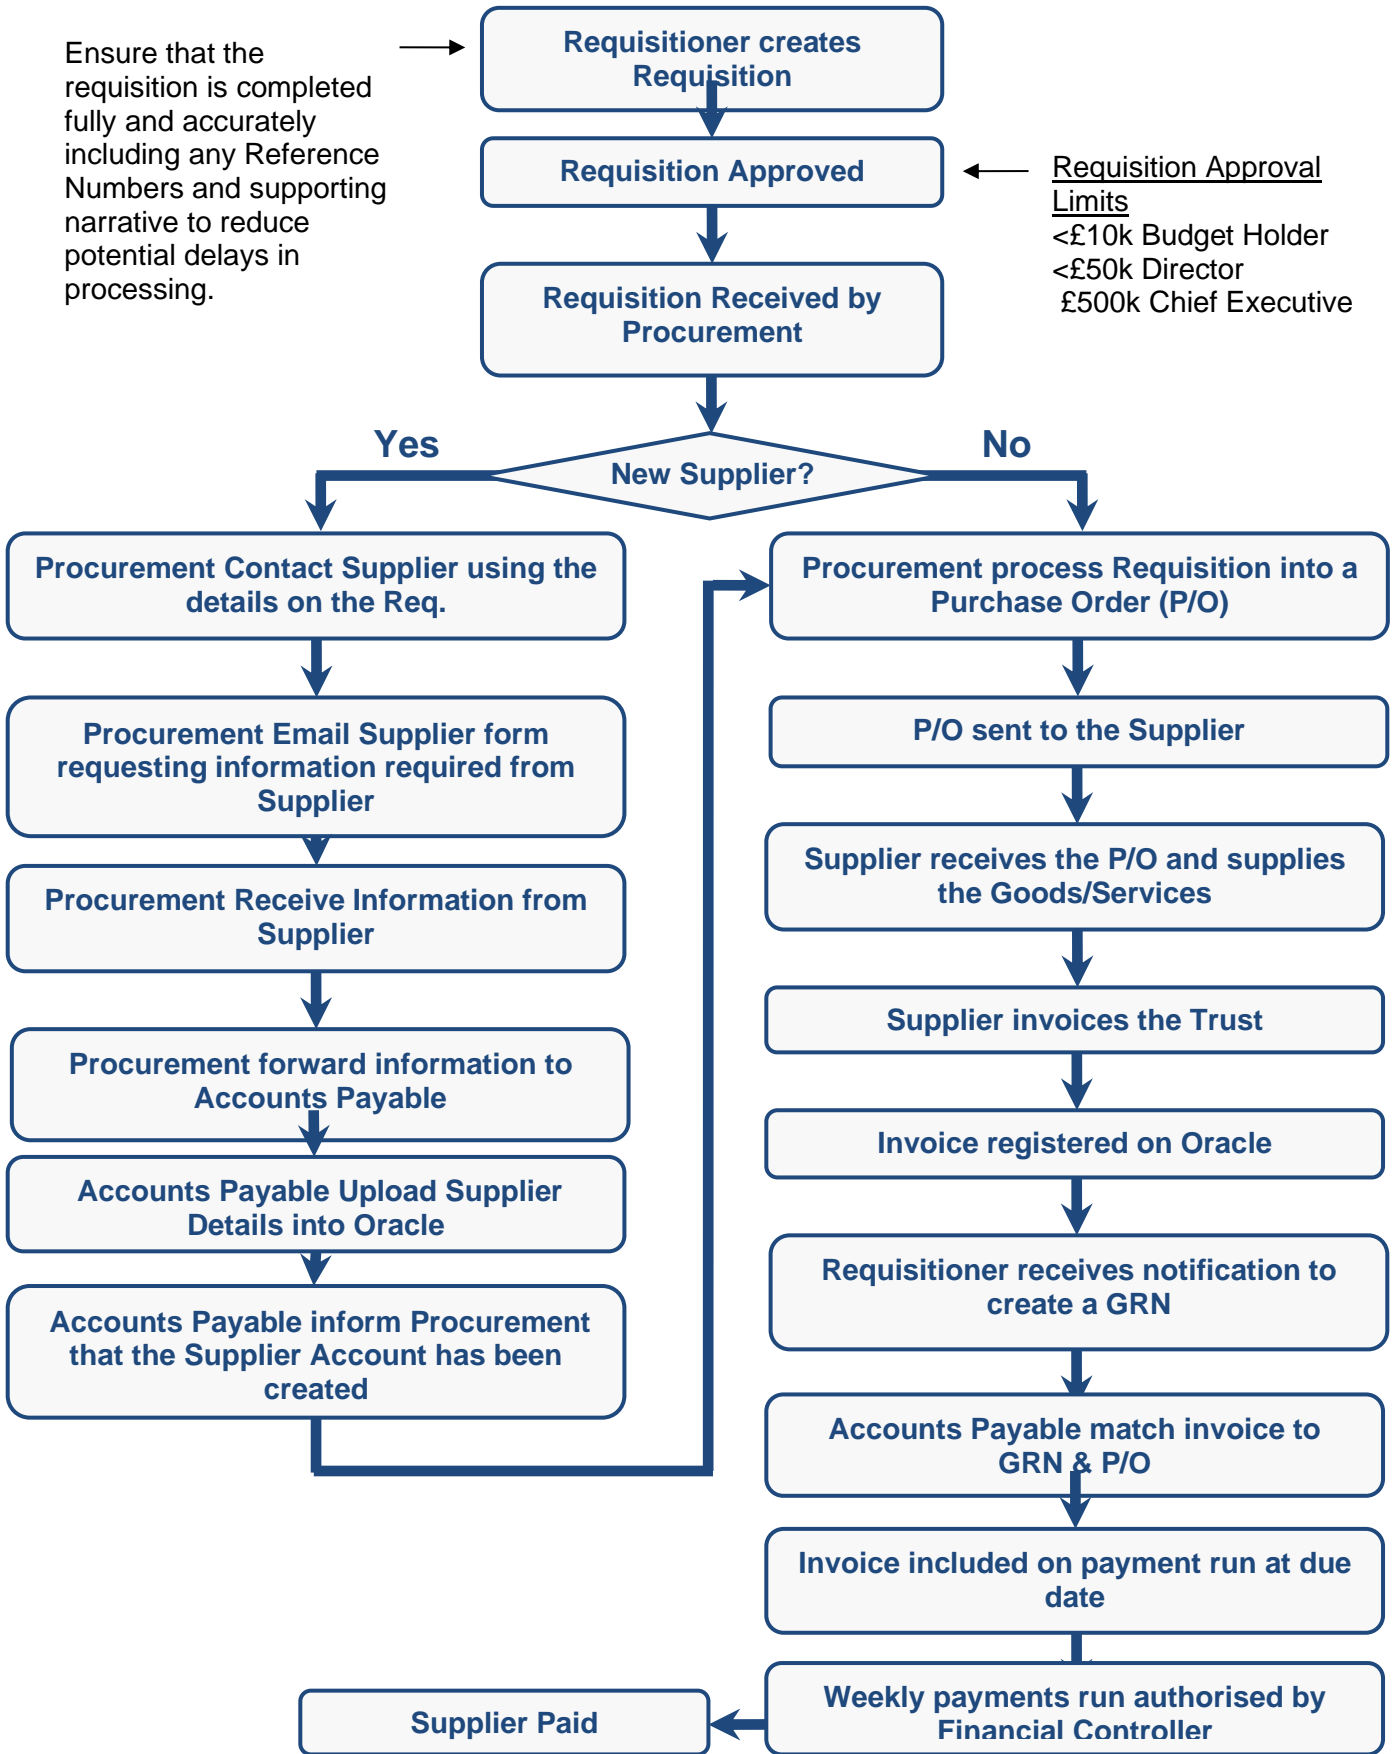 Ensure that the
requisition is completed
fully and accurately
including any Reference
Numbers and supporting
narrative to reduce
potential delays in
processing.
Requisitioner creates
Requisition
Requisition Approved
Requisition Approval
Limits
<£10k Budget Holder
<£50k Director
£500k Chief Executive
Requisition Received by
Procurement
New Supplier?
Yes
No
Procurement Contact Supplier using the
details on the Req.
Procurement Email Supplier form
requesting information required from
Supplier
Procurement Receive Information from
Supplier
Procurement forward information to
Accounts Payable
Accounts Payable Upload Supplier
Details into Oracle
Accounts Payable inform Procurement
that the Supplier Account has been
created
Procurement process Requisition into a
Purchase Order (P/O)
P/O sent to the Supplier
Supplier receives the P/O and supplies
the Goods/Services
Supplier invoices the Trust
Invoice registered on Oracle
Requisitioner receives notification to
create a GRN
Accounts Payable match invoice to
GRN & P/O
Invoice included on payment run at due
date
Weekly payments run authorised by
Financial Controller
Supplier Paid